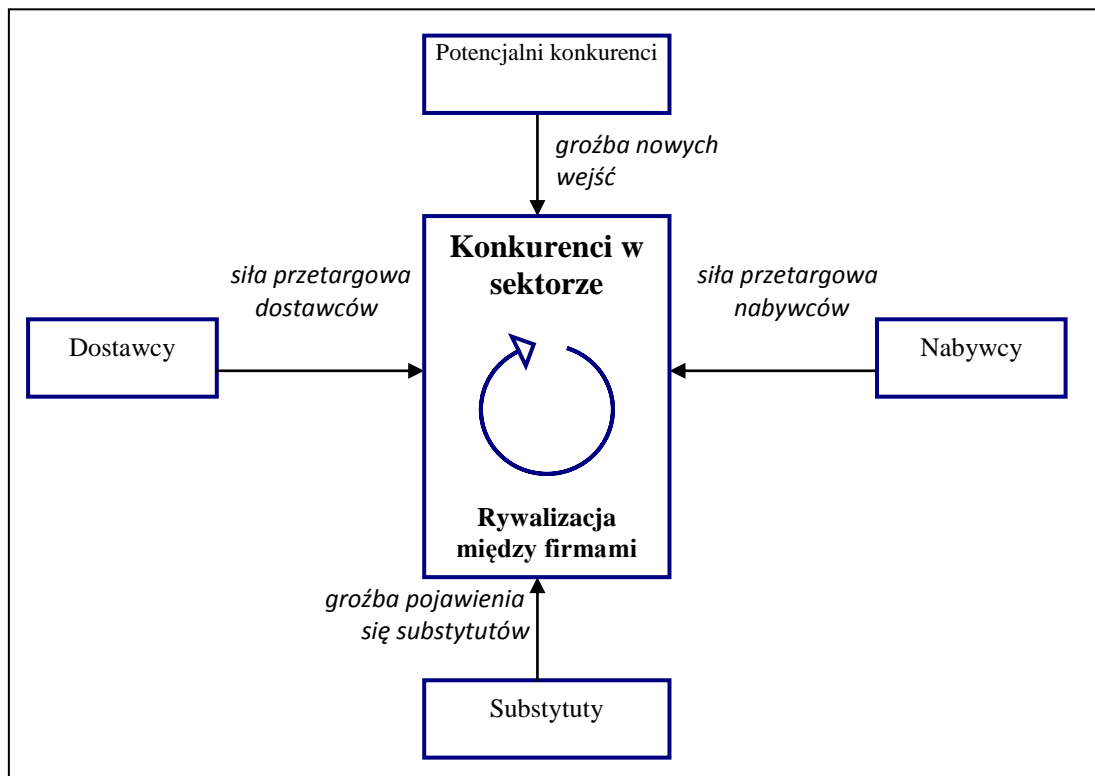 Potencjalni konkurenci
groźba nowych
wejść
Konkurenci w
sektorze
siła przetargowa
dostawców
siła przetargowa
nabywców
Dostawcy
Nabywcy
Rywalizacja
między firmami
groźba pojawienia
się substytutów
Substytuty